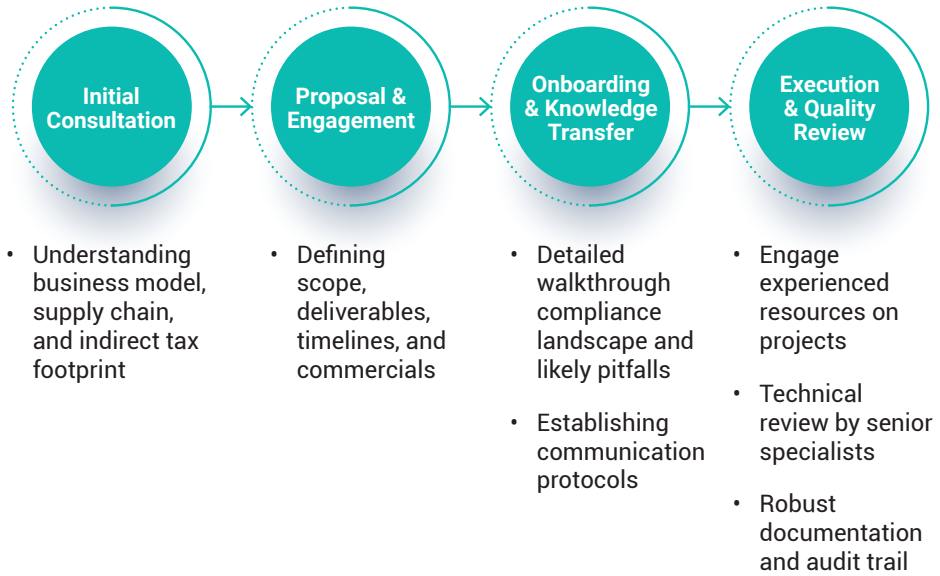 Initial
Consultation
Proposal &
Engagement
Onboarding
& Knowledge
Transfer
Execution
& Quality
Review
• Understanding
business model,
supply chain,
and indirect tax
footprint
• Defining
scope,
deliverables,
timelines, and
commercials
• Detailed
walkthrough
compliance
landscape and
likely pitfalls
• Establishing
communication
protocols
• Engage
experienced
resources on
projects
• Technical
review by senior
specialists
• Robust
documentation
and audit trail